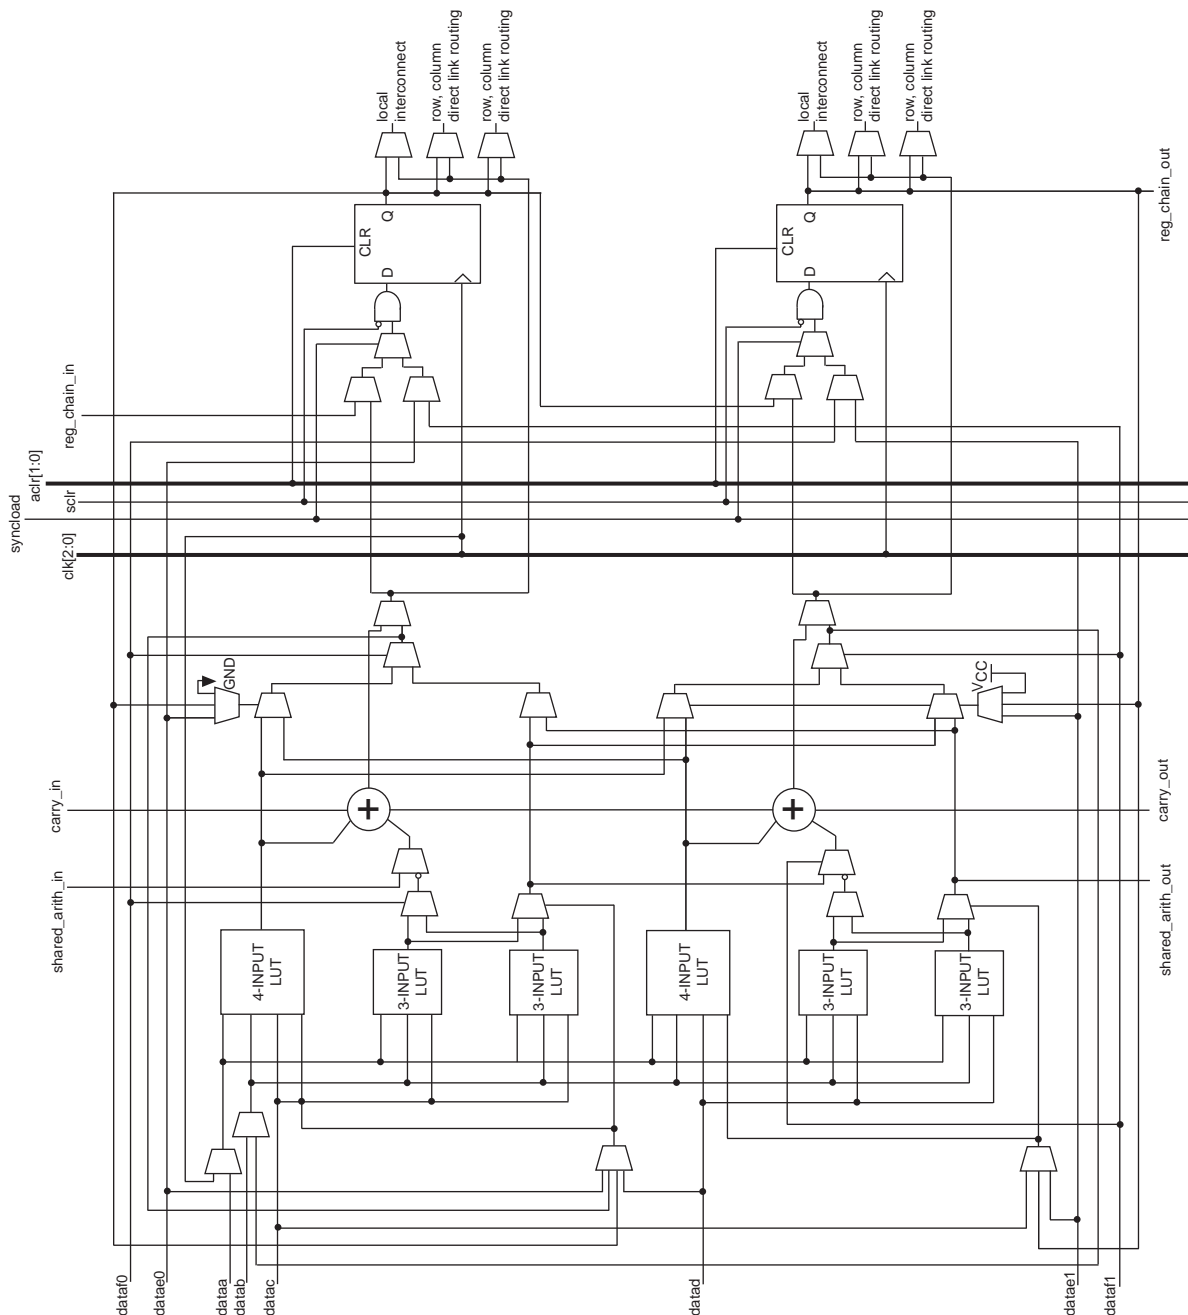 local
interconnect
row, column
direct link routing
row, column
direct link routing
local
interconnect
row, column
direct link routing
row, column
direct link routing
reg_chain_out
Q
CLR
D
Q
CLR
D
reg_chain_in
aclr[1:0]
sclr
syncload
clk[2:0]
GND
VCC
carry_in
+
+
carry_out
shared_arith_in
shared_arith_out
4-INPUT
LUT
3-INPUT
LUT
3-INPUT
LUT
4-INPUT
LUT
3-INPUT
LUT
3-INPUT
LUT
dataf0
datae0
dataa
datab
datac
datad
datae1
dataf1